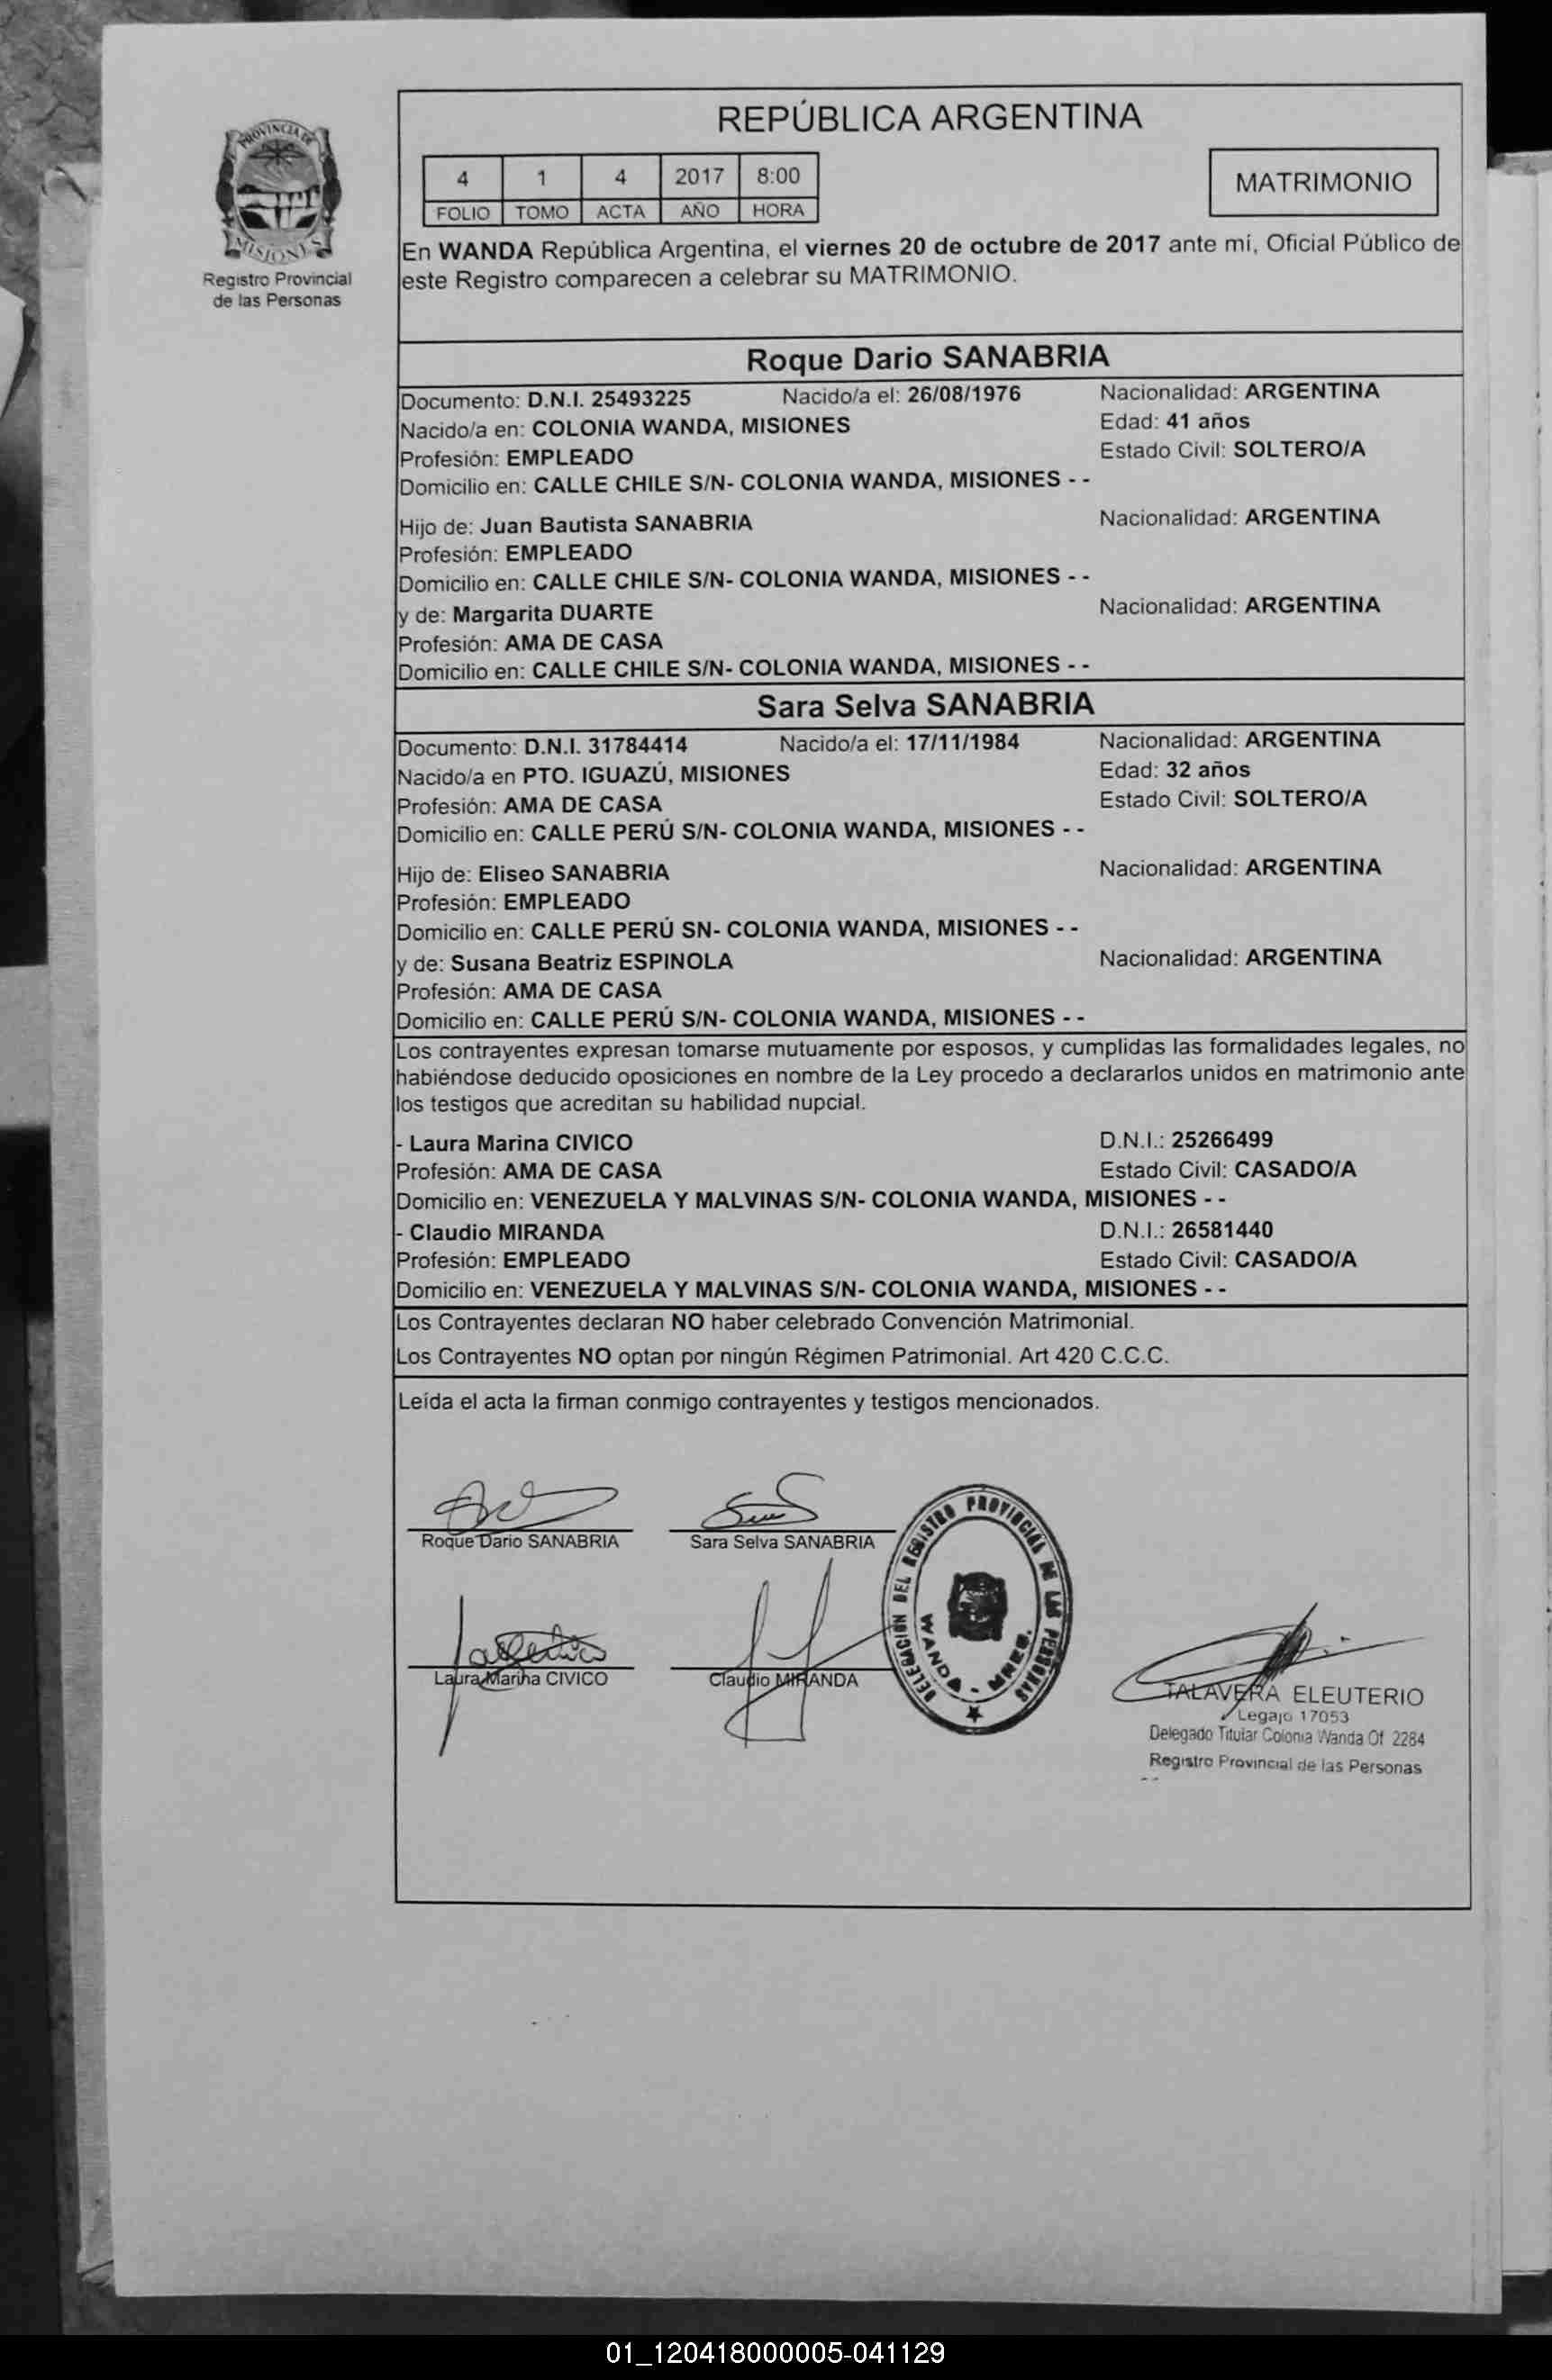 REPÚBLICA ARGENTINA
PROVINCIA DE
MISIONES
Registro Provincial
de las Personas
4 1 4 2017 8:00
FOLIO TOMO ACTA AÑO HORA
MATRIMONIO
En WANDA República Argentina, el viernes 20 de octubre de 2017 ante mí, Oficial Público de
este Registro comparecen a celebrar su MATRIMONIO.
Roque Dario SANABRIA
Documento: D.N.I. 25493225 Nacido/a el: 26/08/1976 Nacionalidad: ARGENTINA
Nacido/a en: COLONIA WANDA, MISIONES Edad: 41 años
Profesión: EMPLEADO Estado Civil: SOLTERO/A
Domicilio en: CALLE CHILE S/N- COLONIA WANDA, MISIONES - -
Hijo de: Juan Bautista SANABRIA Nacionalidad: ARGENTINA
Profesión: EMPLEADO
Domicilio en: CALLE CHILE S/N- COLONIA WANDA, MISIONES - -
y de: Margarita DUARTE Nacionalidad: ARGENTINA
Profesión: AMA DE CASA
Domicilio en: CALLE CHILE S/N- COLONIA WANDA, MISIONES - -
Sara Selva SANABRIA
Documento: D.N.I. 31784414 Nacido/a el: 17/11/1984 Nacionalidad: ARGENTINA
Nacido/a en PTO. IGUAZÚ, MISIONES Edad: 32 años
Profesión: AMA DE CASA Estado Civil: SOLTERO/A
Domicilio en: CALLE PERÚ S/N- COLONIA WANDA, MISIONES - -
Hijo de: Eliseo SANABRIA Nacionalidad: ARGENTINA
Profesión: EMPLEADO
Domicilio en: CALLE PERÚ SN- COLONIA WANDA, MISIONES - -
y de: Susana Beatriz ESPINOLA Nacionalidad: ARGENTINA
Profesión: AMA DE CASA
Domicilio en: CALLE PERÚ S/N- COLONIA WANDA, MISIONES - -
Los contrayentes expresan tomarse mutuamente por esposos, y cumplidas las formalidades legales, no
habiéndose deducido oposiciones en nombre de la Ley procedo a declararlos unidos en matrimonio ante
los testigos que acreditan su habilidad nupcial.
- Laura Marina CIVICO D.N.I.: 25266499
Profesión: AMA DE CASA Estado Civil: CASADO/A
Domicilio en: VENEZUELA Y MALVINAS S/N- COLONIA WANDA, MISIONES - -
- Claudio MIRANDA D.N.I.: 26581440
Profesión: EMPLEADO Estado Civil: CASADO/A
Domicilio en: VENEZUELA Y MALVINAS S/N- COLONIA WANDA, MISIONES - -
Los Contrayentes declaran NO haber celebrado Convención Matrimonial.
Los Contrayentes NO optan por ningún Régimen Patrimonial. Art 420 C.C.C.
Leída el acta la firman conmigo contrayentes y testigos mencionados.
Roque Dario SANABRIA Sara Selva SANABRIA
Laura Marina CIVICO Claudio MIRANDA
DELEGACIÓN DEL REGISTRO PROVINCIAL DE LAS PERSONAS
WANDA - MNES.
TALAVERA ELEUTERIO
Legajo 17053
Delegado Titular Colonia Wanda Of 2284
Registro Provincial de las Personas
- -
01_120418000005-041129